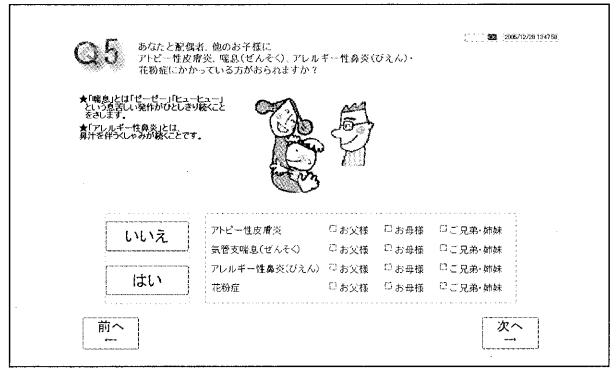 2005/12/28 13:47:50
Q5
あなたと配偶者、他のお子様に
アトピー性皮膚炎、喘息(ぜんそく)、アレルギー性鼻炎(びえん)・
花粉症にかかっている方がおられますか?
★「喘息」とは「ゼーゼー」「ヒューヒュー」
という息苦しい発作がひとしきり続くこと
をさします。
★「アレルギー性鼻炎」とは、
鼻汁を伴うくしゃみが続くことです。
いいえ
はい
アトピー性皮膚炎 □お父様 □お母様 □ご兄弟・姉妹
気管支喘息(ぜんそく) □お父様 □お母様 □ご兄弟・姉妹
アレルギー性鼻炎(びえん) □お父様 □お母様 □ご兄弟・姉妹
花粉症 □お父様 □お母様 □ご兄弟・姉妹
前へ
←
次へ
→